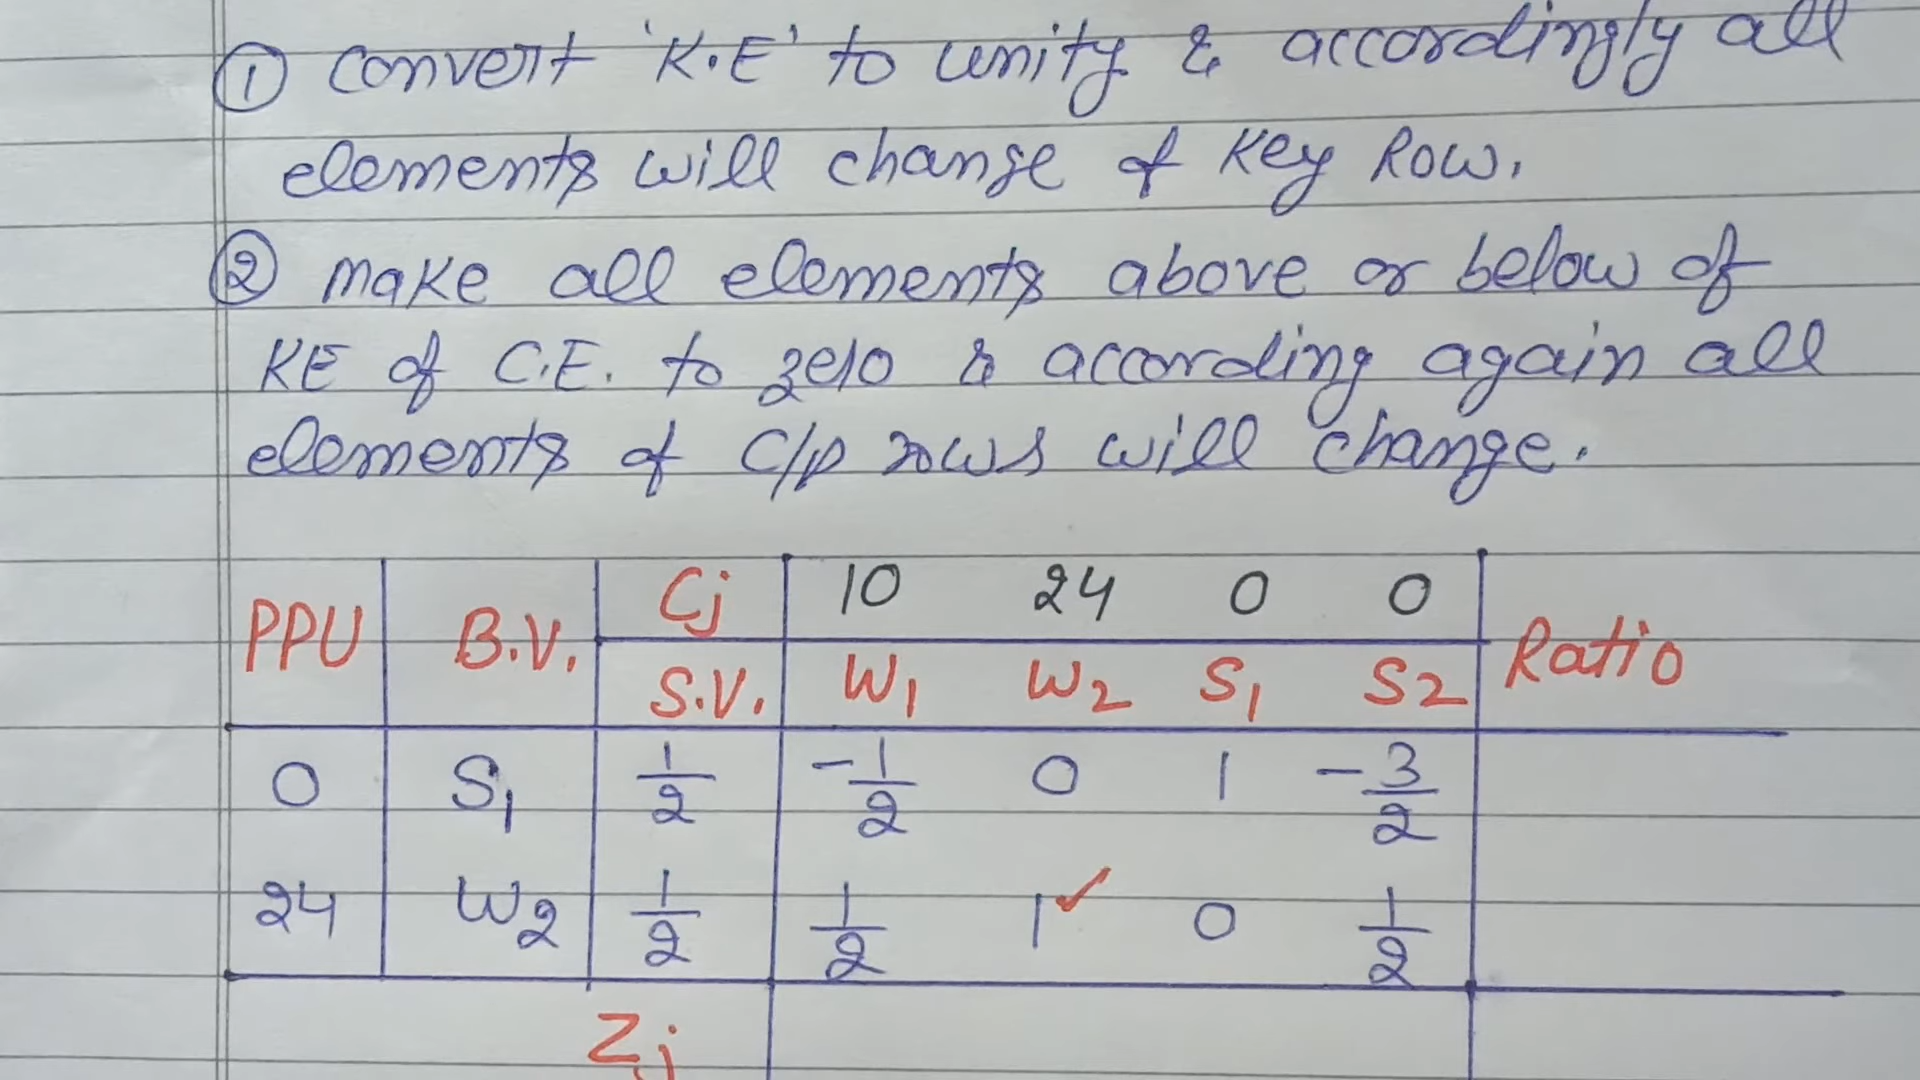 ① Convert 'K.E' to unity & accordingly all
elements will change of Key Row.
② make all elements above or below of
KE of C.E. to zero & according again all
elements of C/p rows will change.
PPU B.V. Cj 10 24 0 0 Ratio
S.V. W1 W2 S1 S2
0 S1 1/2 -1/2 0 1 -3/2
24 W2 1/2 1/2 1✓ 0 1/2
Zj